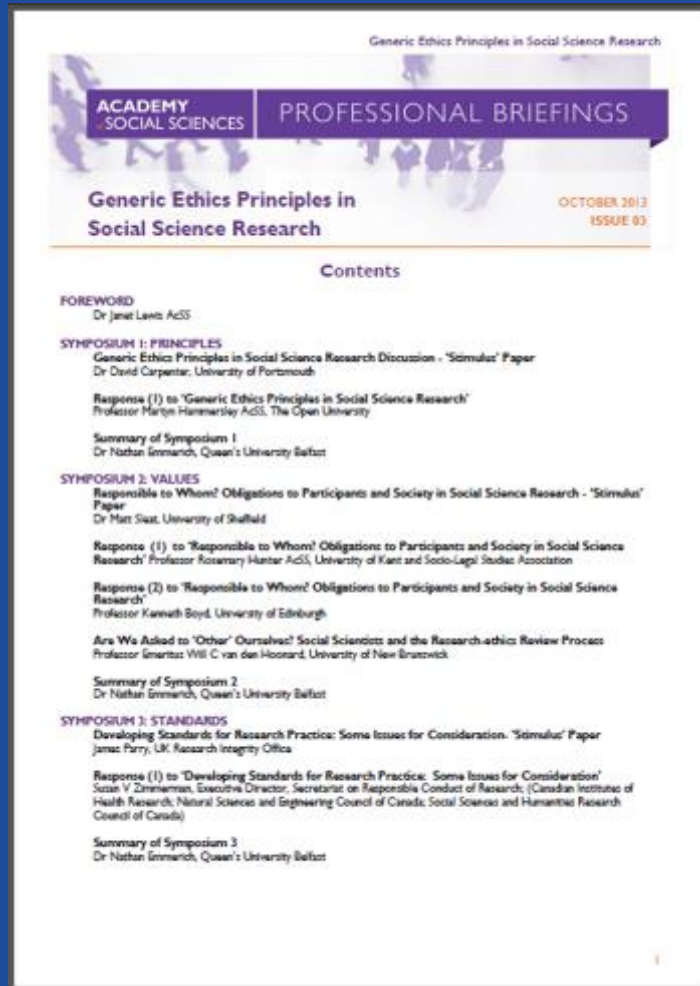 Generic Ethics Principles in Social Science Research
ACADEMY
of SOCIAL SCIENCES
PROFESSIONAL BRIEFINGS
Generic Ethics Principles in
Social Science Research
OCTOBER 2013
ISSUE 03
Contents
FOREWORD
Dr Janet Lewis AcSS
SYMPOSIUM 1: PRINCIPLES
Generic Ethics Principles in Social Science Research Discussion - 'Stimulus' Paper
Dr David Carpenter, University of Portsmouth
Response (1) to 'Generic Ethics Principles in Social Science Research'
Professor Martyn Hammersley AcSS, The Open University
Summary of Symposium 1
Dr Nathan Emmerich, Queen's University Belfast
SYMPOSIUM 2: VALUES
Responsible to Whom? Obligations to Participants and Society in Social Science Research - 'Stimulus'
Paper
Dr Matt Sleat, University of Sheffield
Response (1) to 'Responsible to Whom? Obligations to Participants and Society in Social Science
Research' Professor Rosemary Hunter AcSS, University of Kent and Socio-Legal Studies Association
Response (2) to 'Responsible to Whom? Obligations to Participants and Society in Social Science
Research'
Professor Kenneth Boyd, University of Edinburgh
Are We Asked to 'Other' Ourselves? Social Scientists and the Research-ethics Review Process
Professor Emeritus Will C van den Hoonard, University of New Brunswick
Summary of Symposium 2
Dr Nathan Emmerich, Queen's University Belfast
SYMPOSIUM 3: STANDARDS
Developing Standards for Research Practice: Some Issues for Consideration. 'Stimulus' Paper
James Parry, UK Research Integrity Office
Response (1) to 'Developing Standards for Research Practice: Some Issues for Consideration'
Susan V Zimmerman, Executive Director, Secretariat on Responsible Conduct of Research; (Canadian Institutes of
Health Research; Natural Sciences and Engineering Council of Canada; Social Sciences and Humanities Research
Council of Canada)
Summary of Symposium 3
Dr Nathan Emmerich, Queen's University Belfast
1